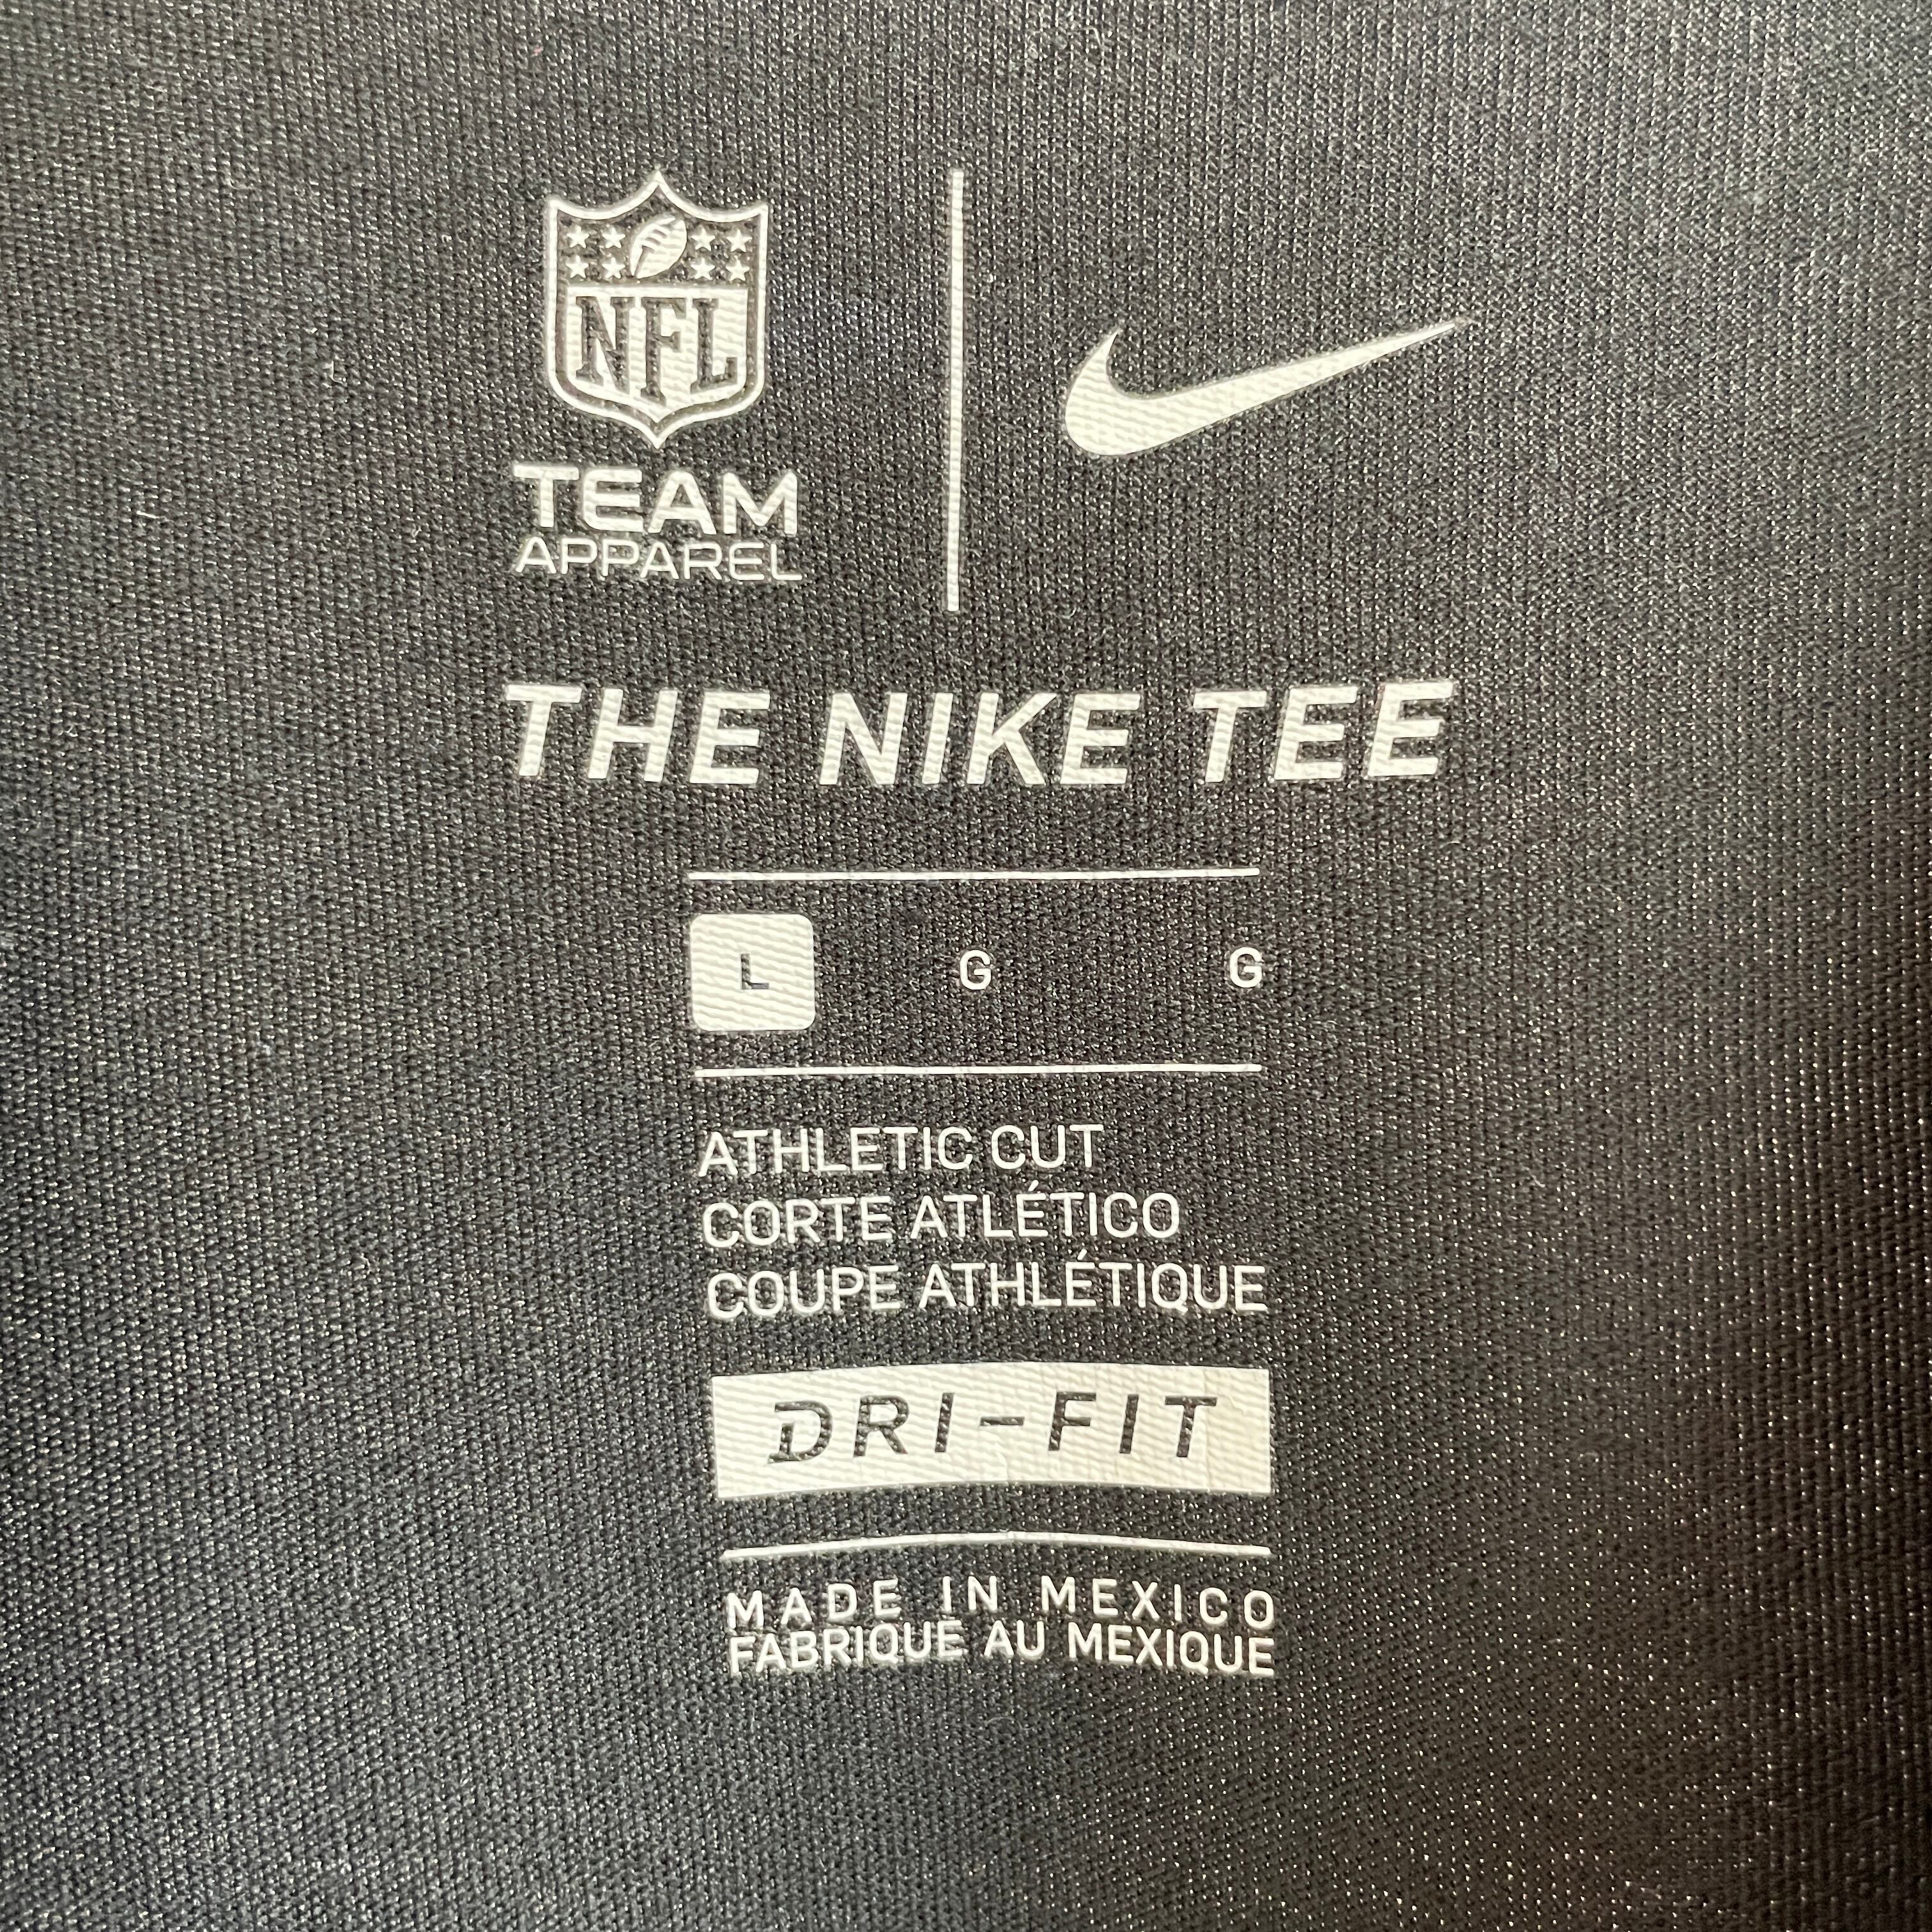 NFL
TEAM
APPAREL
THE NIKE TEE
L G G
ATHLETIC CUT
CORTE ATLÉTICO
COUPE ATHLÉTIQUE
DRI-FIT
MADE IN MEXICO
FABRIQUÉ AU MEXIQUE